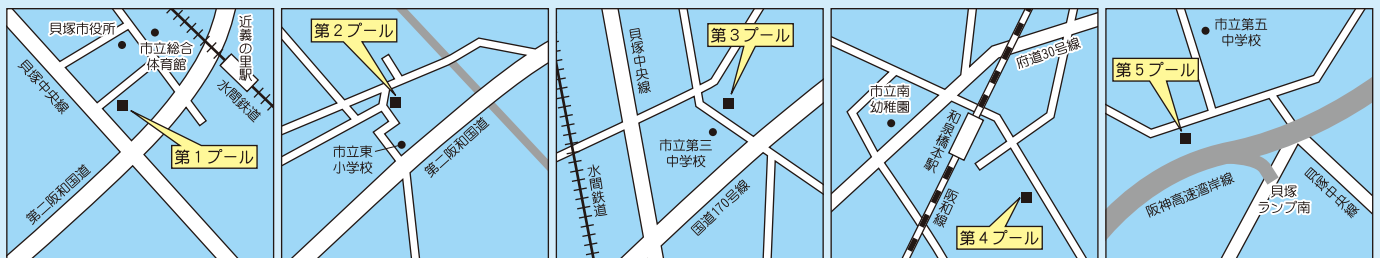 貝塚市役所
市立総合
体育館
近義の里駅
水間鉄道
貝塚中央線
第1プール
第二阪和国道
第2プール
市立東
小学校
第二阪和国道
貝塚中央線
第3プール
市立第三
中学校
水間鉄道
国道170号線
府道30号線
市立南
幼稚園
和泉橋本駅
阪和線
第4プール
市立第五
中学校
第5プール
阪神高速湾岸線
貝塚
ランプ南
貝塚中央線